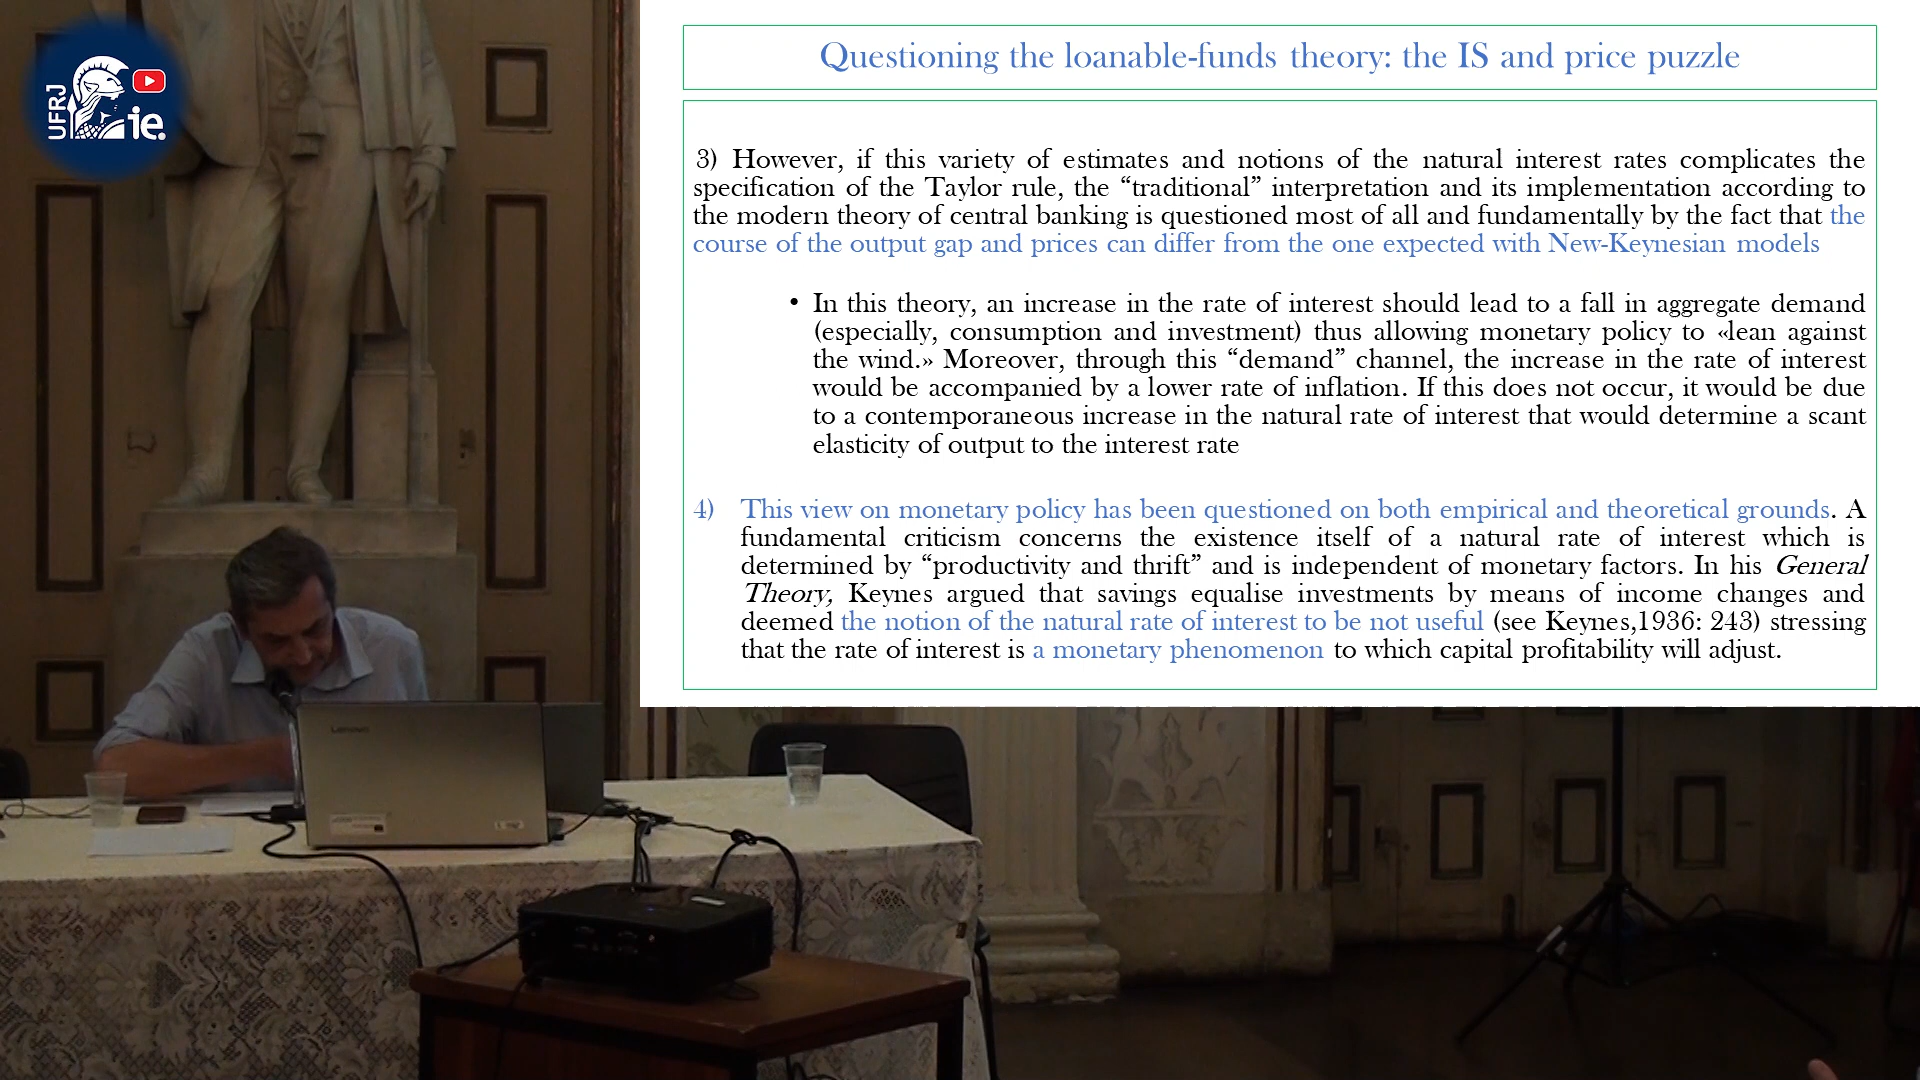 UFRJ
ie.
Questioning the loanable-funds theory: the IS and price puzzle
3) However, if this variety of estimates and notions of the natural interest rates complicates the
specification of the Taylor rule, the “traditional” interpretation and its implementation according to
the modern theory of central banking is questioned most of all and fundamentally by the fact that the
course of the output gap and prices can differ from the one expected with New-Keynesian models
• In this theory, an increase in the rate of interest should lead to a fall in aggregate demand
(especially, consumption and investment) thus allowing monetary policy to «lean against
the wind.» Moreover, through this “demand” channel, the increase in the rate of interest
would be accompanied by a lower rate of inflation. If this does not occur, it would be due
to a contemporaneous increase in the natural rate of interest that would determine a scant
elasticity of output to the interest rate
4) This view on monetary policy has been questioned on both empirical and theoretical grounds. A
fundamental criticism concerns the existence itself of a natural rate of interest which is
determined by “productivity and thrift” and is independent of monetary factors. In his General
Theory, Keynes argued that savings equalise investments by means of income changes and
deemed the notion of the natural rate of interest to be not useful (see Keynes,1936: 243) stressing
that the rate of interest is a monetary phenomenon to which capital profitability will adjust.
Lenovo